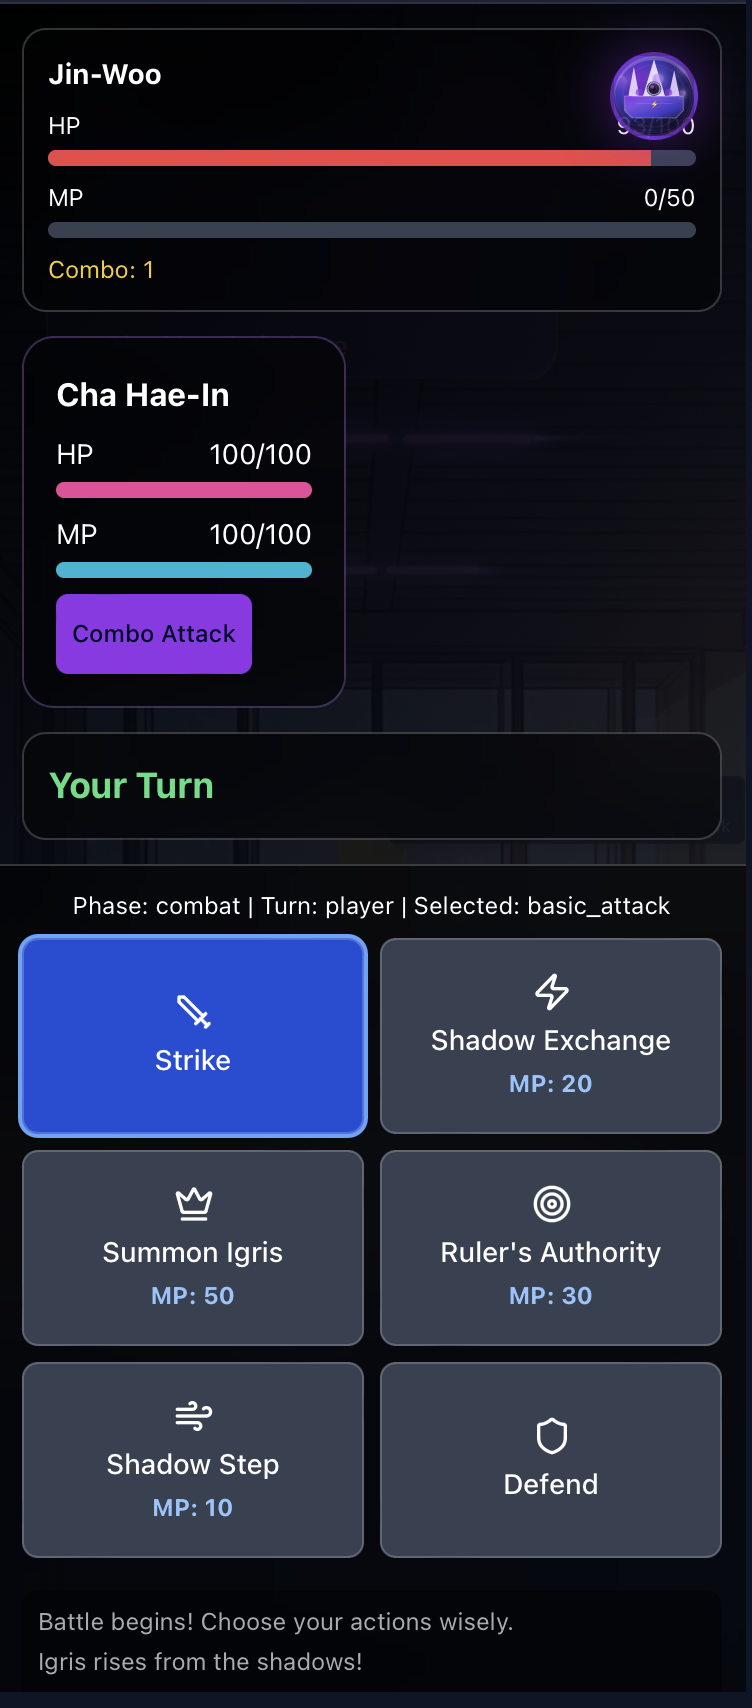 Jin-Woo
HP 93/100
MP 0/50
Combo: 1
Cha Hae-In
HP 100/100
MP 100/100
Combo Attack
Your Turn
Phase: combat | Turn: player | Selected: basic_attack
Strike
Shadow Exchange
MP: 20
Summon Igris
MP: 50
Ruler's Authority
MP: 30
Shadow Step
MP: 10
Defend
Battle begins! Choose your actions wisely.
Igris rises from the shadows!